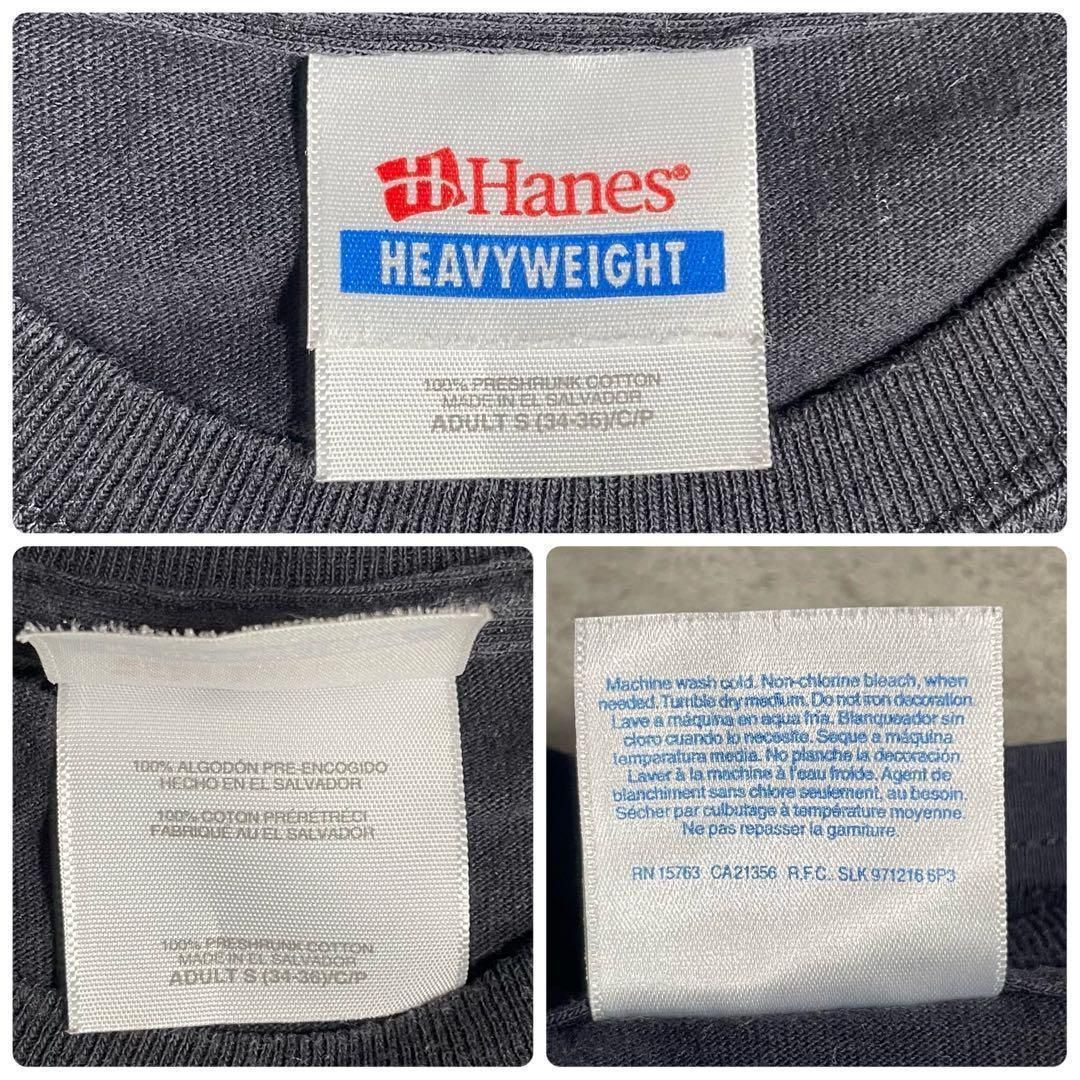 Hanes®
HEAVYWEIGHT
100% PRESHRUNK COTTON
MADE IN EL SALVADOR
ADULT S (34-36)/C/P
100% ALGODÓN PRE-ENCOGIDO
HECHO EN EL SALVADOR
100% COTON PRÉRÉTRÉCI
FABRIQUÉ AU EL SALVADOR
100% PRESHRUNK COTTON
MADE IN EL SALVADOR
ADULT S (34-36)/C/P
Machine wash cold. Non-chlorine bleach, when
needed. Tumble dry medium. Do not iron decoration.
Lave a máquina en agua fria. Blanqueador sin
cloro cuando lo necesite. Seque a máquina
temperatura media. No planche la decoración.
Laver à la machine à l'eau froide. Agent de
blanchiment sans chlore seulement, au besoin.
Sécher par culbutage à température moyenne.
Ne pas repasser la garniture.
RN 15763 CA21356 R.F.C.. SLK 971216 6P3